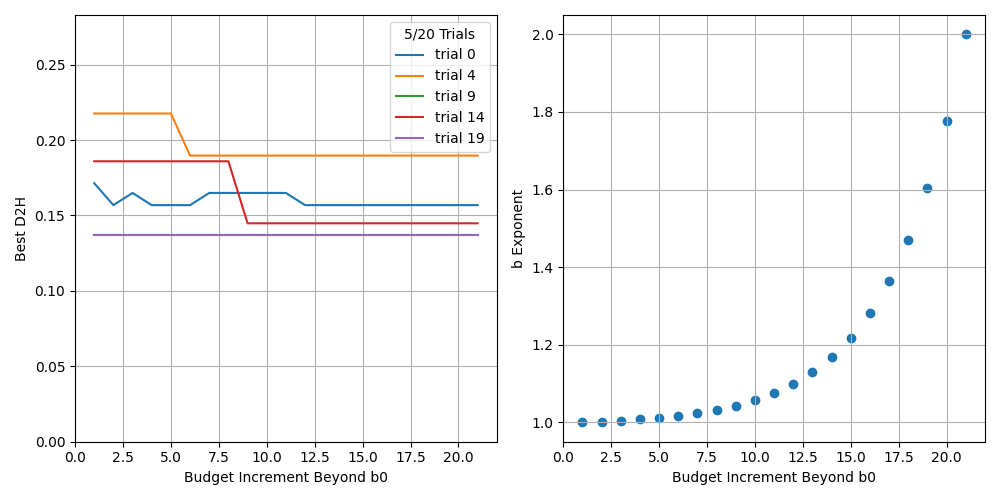 5/20 Trials
trial 0
trial 4
trial 9
trial 14
trial 19
0.25
0.20
0.15
0.10
0.05
0.00
Best D2H
0.0 2.5 5.0 7.5 10.0 12.5 15.0 17.5 20.0
Budget Increment Beyond b0
2.0
1.8
1.6
1.4
1.2
1.0
b Exponent
0.0 2.5 5.0 7.5 10.0 12.5 15.0 17.5 20.0
Budget Increment Beyond b0